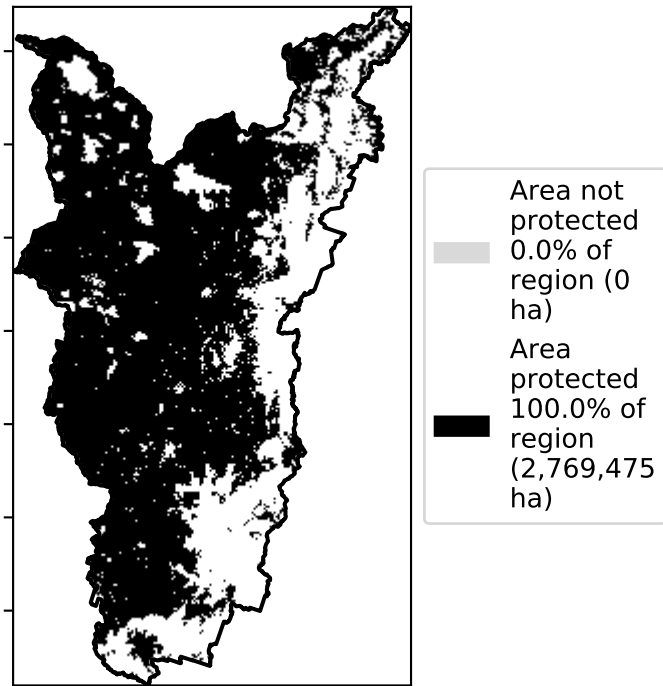 Area not
protected
0.0% of
region (0
ha)
Area
protected
100.0% of
region
(2,769,475
ha)